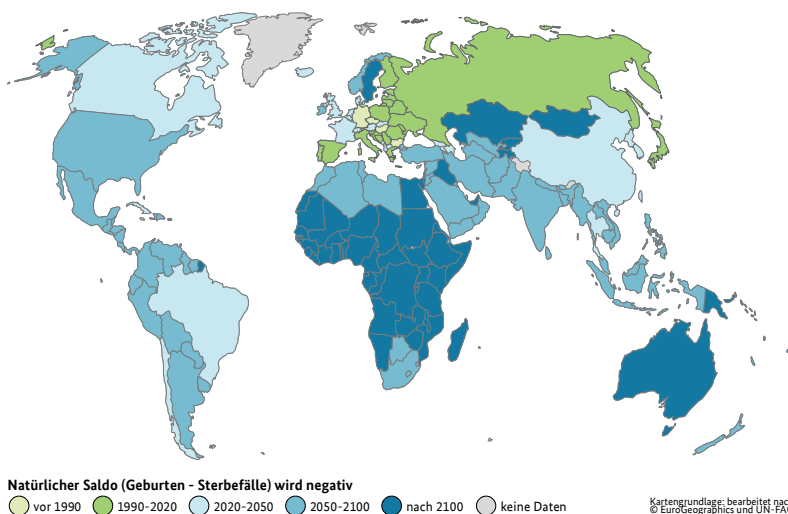 Natürlicher Saldo (Geburten - Sterbefälle) wird negativ
vor 1990
1990-2020
2020-2050
2050-2100
nach 2100
keine Daten
Kartengrundlage: bearbeitet nac
© EuroGeographics und UN-FA